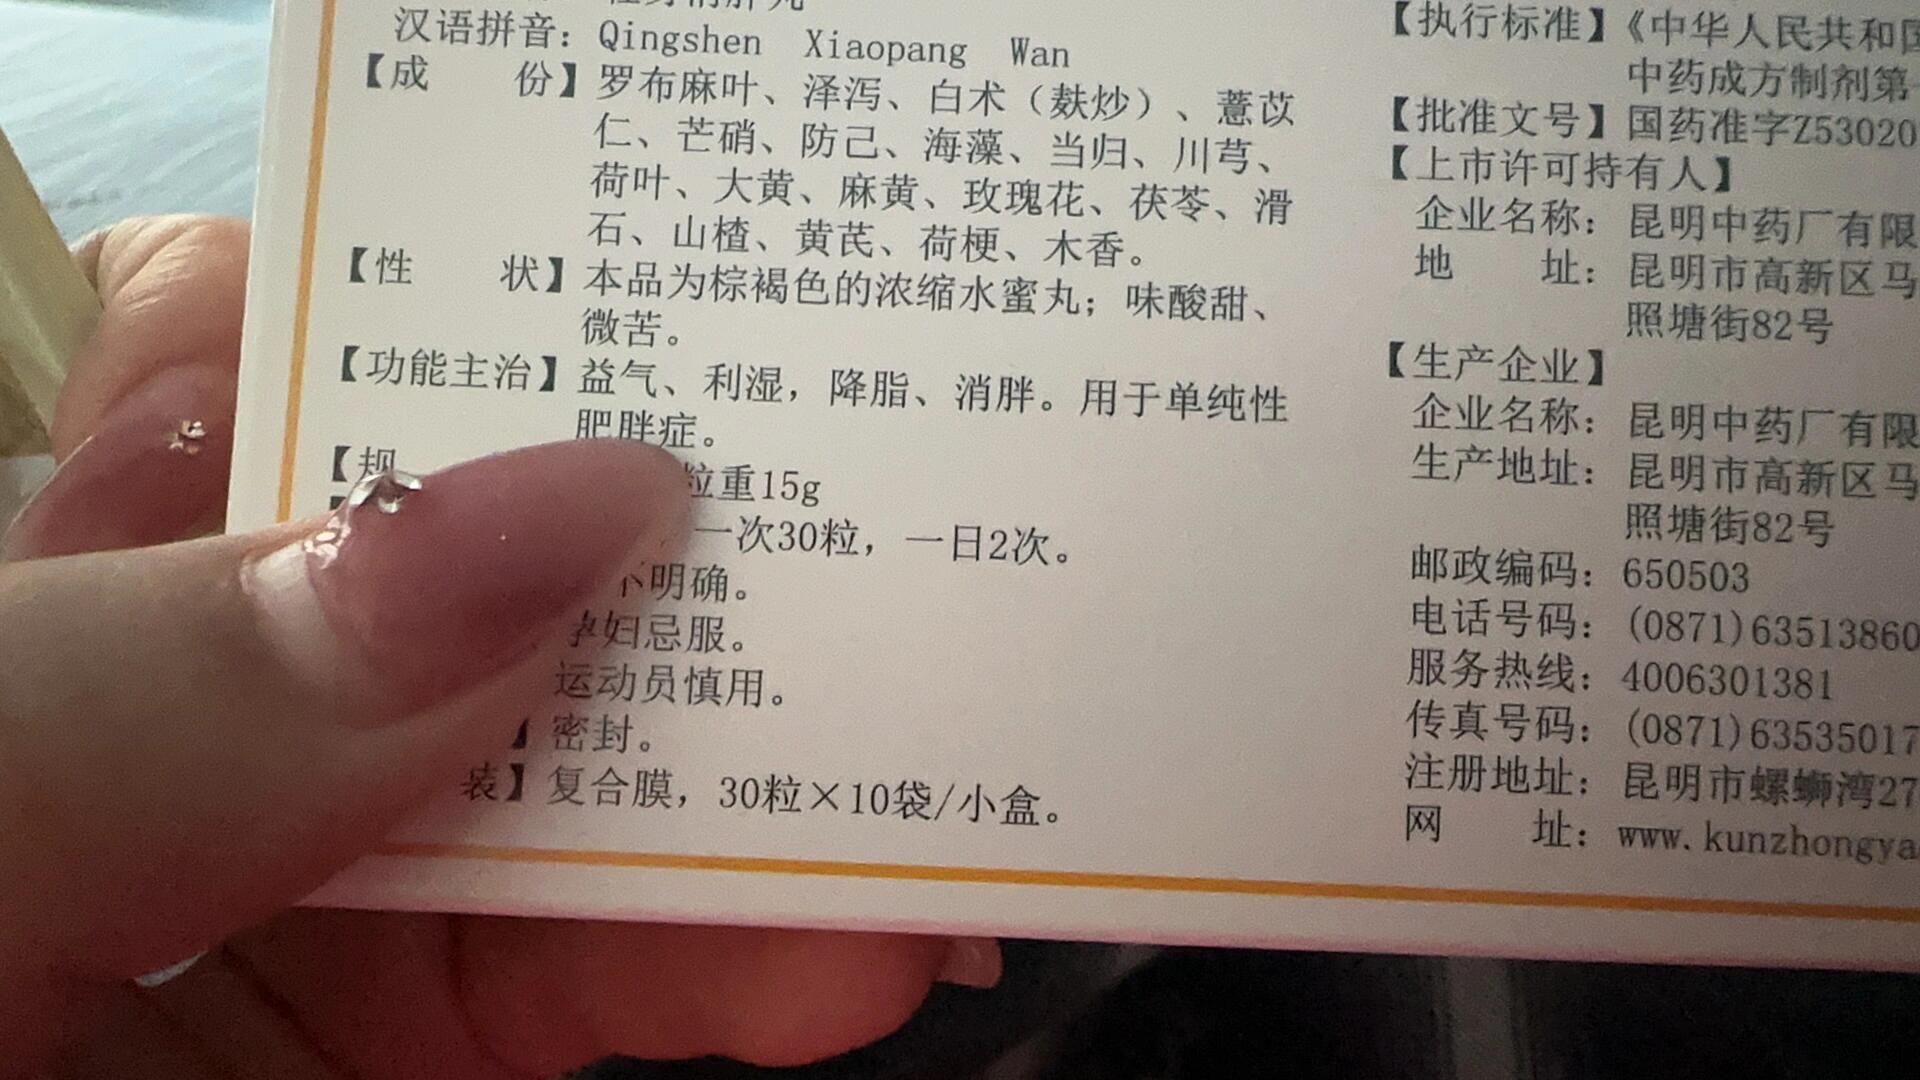 汉语拼音：Qingshen Xiaopang Wan
【成 份】罗布麻叶、泽泻、白术（麸炒）、薏苡
仁、芒硝、防己、海藻、当归、川芎、
荷叶、大黄、麻黄、玫瑰花、茯苓、滑
石、山楂、黄芪、荷梗、木香。
【性 状】本品为棕褐色的浓缩水蜜丸；味酸甜、
微苦。
【功能主治】益气、利湿，降脂、消胖。用于单纯性
肥胖症。
【规
粒重15g
一次30粒，一日2次。
不明确。
孕妇忌服。
运动员慎用。
】密封。
装】复合膜，30粒×10袋/小盒。
【执行标准】《中华人民共和国
中药成方制剂第
【批准文号】国药准字Z53020
【上市许可持有人】
企业名称：昆明中药厂有限
地 址：昆明市高新区马
照塘街82号
【生产企业】
企业名称：昆明中药厂有限
生产地址：昆明市高新区马
照塘街82号
邮政编码：650503
电话号码：(0871)63513860
服务热线：4006301381
传真号码：(0871)63535017
注册地址：昆明市螺蛳湾27
网 址：www.kunzhongya